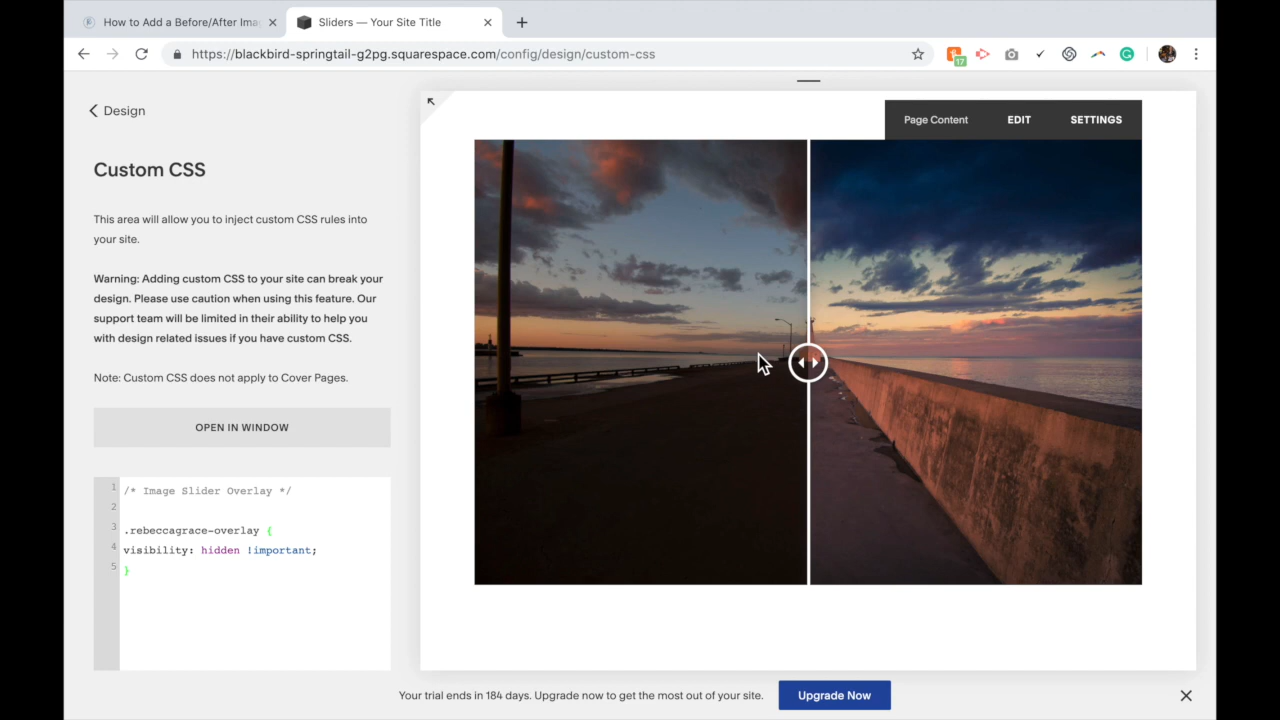 How to Add a Before/After Ima
Sliders — Your Site Title
https://blackbird-springtail-g2pg.squarespace.com/config/design/custom-css
17
Design
Custom CSS
This area will allow you to inject custom CSS rules into
your site.
Warning: Adding custom CSS to your site can break your
design. Please use caution when using this feature. Our
support team will be limited in their ability to help you
with design related issues if you have custom CSS.
Note: Custom CSS does not apply to Cover Pages.
OPEN IN WINDOW
1 /* Image Slider Overlay */
2
3 .rebeccagrace-overlay {
4 visibility: hidden !important;
5 }
Page Content EDIT SETTINGS
Your trial ends in 184 days. Upgrade now to get the most out of your site.
Upgrade Now